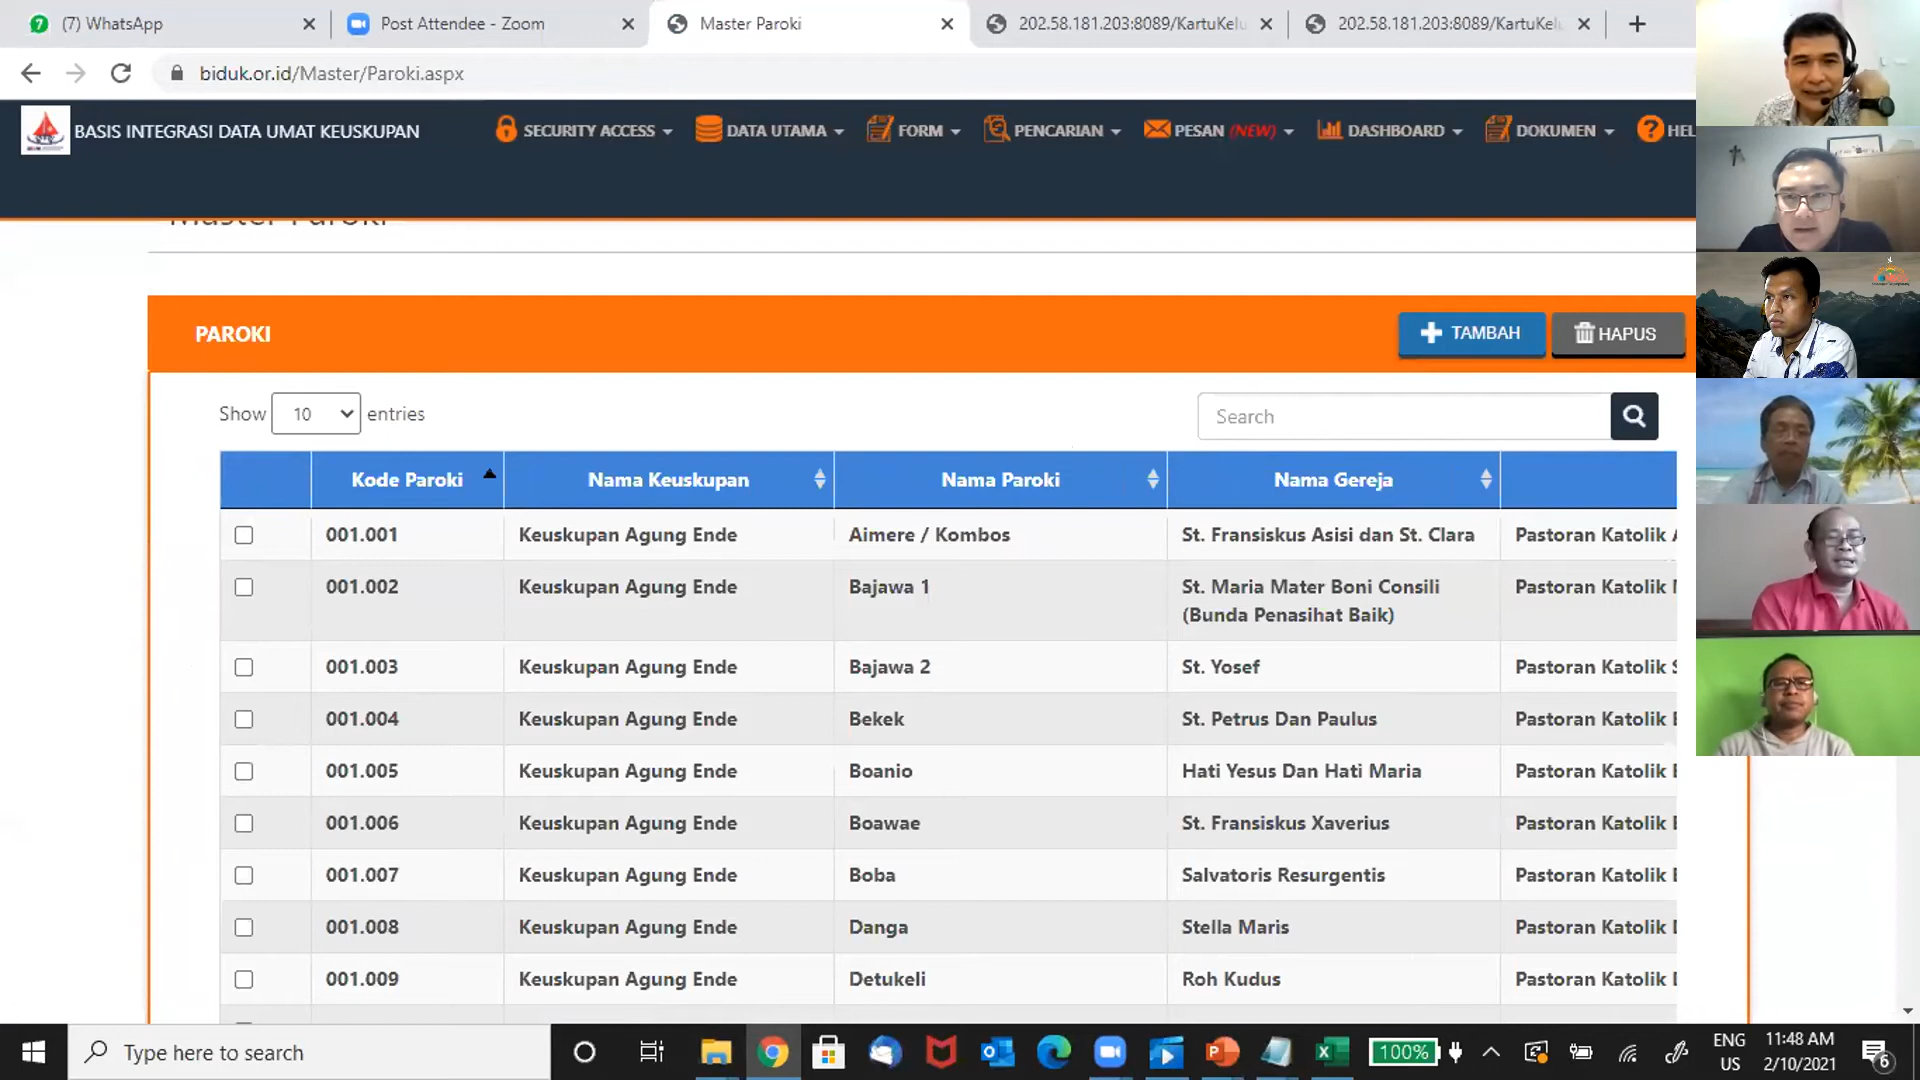 (7) WhatsApp
Post Attendee - Zoom
Master Paroki
202.58.181.203:8089/KartuKelu
202.58.181.203:8089/KartuKelu
biduk.or.id/Master/Paroki.aspx
BASIS INTEGRASI DATA UMAT KEUSKUPAN
SECURITY ACCESS
DATA UTAMA
FORM
PENCARIAN
PESAN (NEW)
DASHBOARD
DOKUMEN
HEL
Master Paroki
PAROKI
TAMBAH
HAPUS
Show 10 entries
Search
Kode Paroki Nama Keuskupan Nama Paroki Nama Gereja
001.001 Keuskupan Agung Ende Aimere / Kombos St. Fransiskus Asisi dan St. Clara Pastoran Katolik A
001.002 Keuskupan Agung Ende Bajawa 1 St. Maria Mater Boni Consili Pastoran Katolik
(Bunda Penasihat Baik)
001.003 Keuskupan Agung Ende Bajawa 2 St. Yosef Pastoran Katolik S
001.004 Keuskupan Agung Ende Bekek St. Petrus Dan Paulus Pastoran Katolik
001.005 Keuskupan Agung Ende Boanio Hati Yesus Dan Hati Maria Pastoran Katolik
001.006 Keuskupan Agung Ende Boawae St. Fransiskus Xaverius Pastoran Katolik
001.007 Keuskupan Agung Ende Boba Salvatoris Resurgentis Pastoran Katolik
001.008 Keuskupan Agung Ende Danga Stella Maris Pastoran Katolik
001.009 Keuskupan Agung Ende Detukeli Roh Kudus Pastoran Katolik
Type here to search
100%
ENG
US
11:48 AM
2/10/2021
6